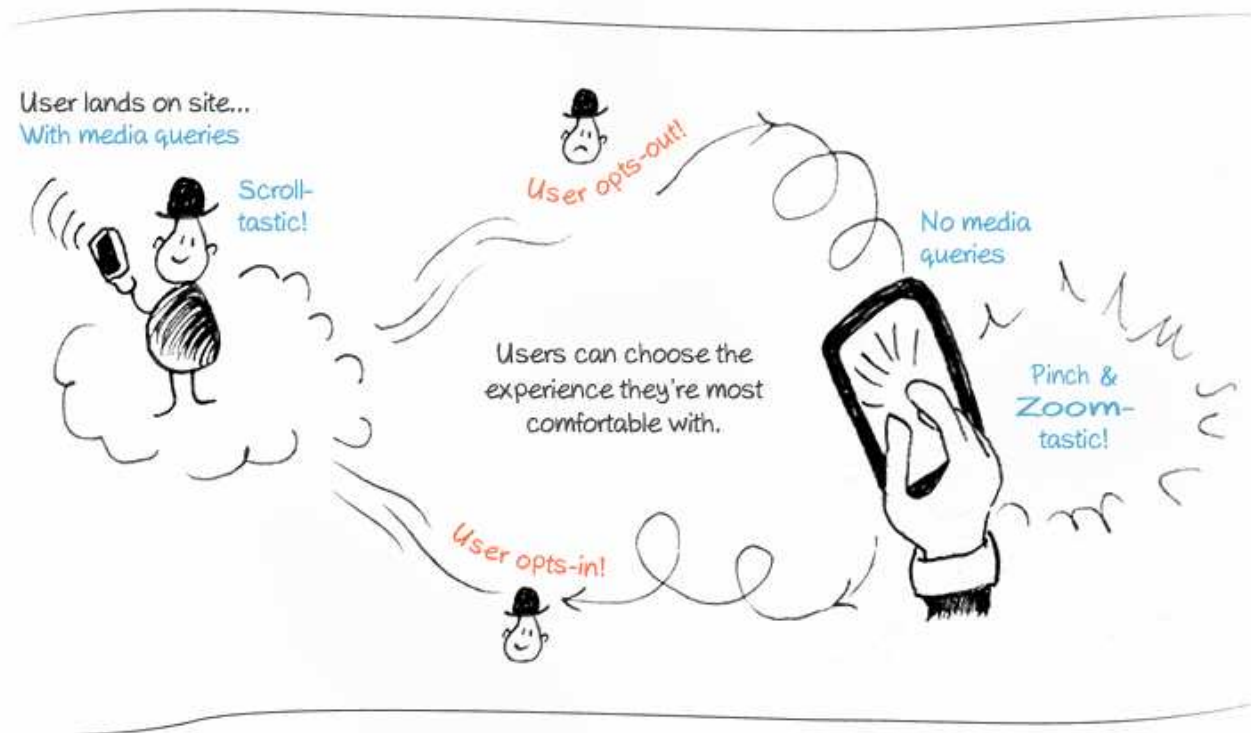 User lands on site...
With media queries
Scroll-
tastic!
User opts-out!
No media
queries
Users can choose the
experience they're most
comfortable with.
Pinch &
Zoom-
tastic!
User opts-in!